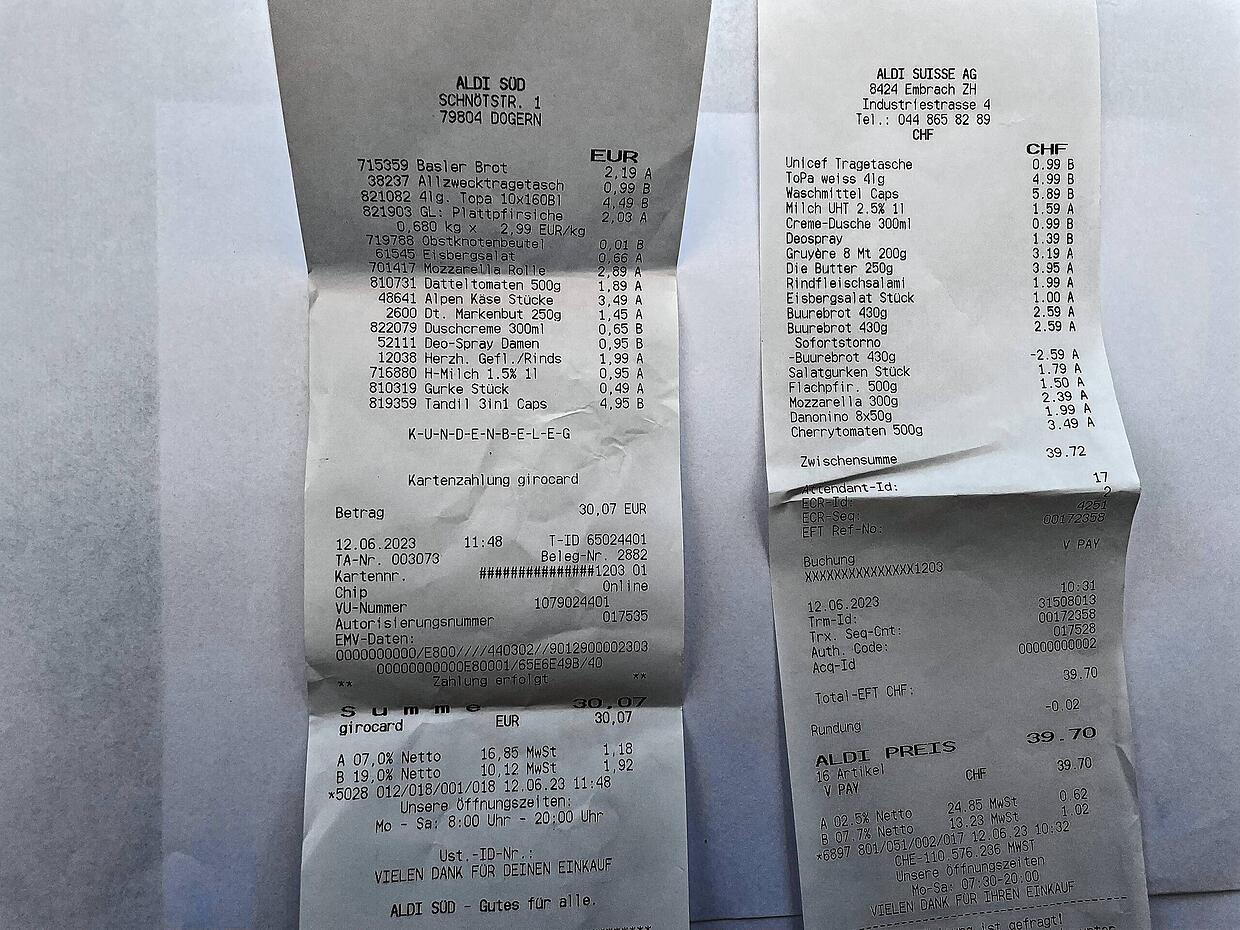 ALDI SÜD
SCHNÖTSTR. 1
79804 DOGERN
EUR
715359 Basler Brot 2,19 A
38237 Allzwecktragetasch 0,99 B
821082 4lg. Topa 10x160Bl 4,49 B
821903 GL: Plattpfirsiche 2,03 A
0,680 kg x 2,99 EUR/kg
719788 Obstknotenbeutel 0,01 B
61545 Eisbergsalat 0,66 A
701417 Mozzarella Rolle 2,89 A
810731 Datteltomaten 500g 1,89 A
48641 Alpen Käse Stücke 3,49 A
2600 Dt. Markenbut 250g 1,45 A
822079 Duschcreme 300ml 0,65 B
52111 Deo-Spray Damen 0,95 B
12038 Herzh. Gefl./Rinds 1,99 A
716880 H-Milch 1.5% 1l 0,95 A
810319 Gurke Stück 0,49 A
819359 Tandil 3in1 Caps 4,95 B
K-U-N-D-E-N-B-E-L-E-G
Kartenzahlung girocard
Betrag 30,07 EUR
12.06.2023 11:48 T-ID 65024401
TA-Nr. 003073 Beleg-Nr. 2882
Kartennr. ###############1203 01
Chip Online
VU-Nummer 1079024401
Autorisierungsnummer 017535
EMV-Daten:
0000000000/E800////440302//9012900002303
00000000000E80001/65E6E49B/40
** Zahlung erfolgt **
Summe 30,07
girocard EUR 30,07
A 07,0% Netto 16,85 MwSt 1,18
B 19,0% Netto 10,12 MwSt 1,92
*5028 012/018/001/018 12.06.23 11:48
Unsere Öffnungszeiten:
Mo - Sa: 8:00 Uhr - 20:00 Uhr
Ust.-ID-Nr.:
VIELEN DANK FÜR DEINEN EINKAUF
ALDI SÜD - Gutes für alle.
ALDI SUISSE AG
8424 Embrach ZH
Industriestrasse 4
Tel.: 044 865 82 89
CHF
CHF
Unicef Tragetasche 0.99 B
ToPa weiss 4lg 4.99 B
Waschmittel Caps 5.89 B
Milch UHT 2.5% 1l 1.59 A
Creme-Dusche 300ml 0.99 B
Deospray 1.39 B
Gruyère 8 Mt 200g 3.19 A
Die Butter 250g 3.95 A
Rindfleischsalami 1.99 A
Eisbergsalat Stück 1.00 A
Buurebrot 430g 2.59 A
Buurebrot 430g 2.59 A
Sofortstorno
-Buurebrot 430g -2.59 A
Salatgurken Stück 1.79 A
Flachpfir. 500g 1.50 A
Mozzarella 300g 2.39 A
Danonino 8x50g 1.99 A
Cherrytomaten 500g 3.49 A
Zwischensumme 39.72
Attendant-Id: 17
ECR-Id: 2
ECR-Seq: 4251
EFT Ref-No: 00172358
V PAY
Buchung
XXXXXXXXXXXXXXX1203
12.06.2023 10:31
Trm-Id: 31508013
Trx. Seq-Cnt: 00172358
Auth. Code: 017528
Acq-Id 00000000002
Total-EFT CHF: 39.70
Rundung -0.02
ALDI PREIS 39.70
16 Artikel
V PAY CHF 39.70
A 02.5% Netto 24.85 MwSt 0.62
B 07.7% Netto 13.23 MwSt 1.02
*6897 801/051/002/017 12.06.23 10:32
CHE-110.576.236 MWST
Unsere Öffnungszeiten
Mo-Sa: 07:30-20:00
VIELEN DANK FÜR IHREN EINKAUF
ist gefragt!